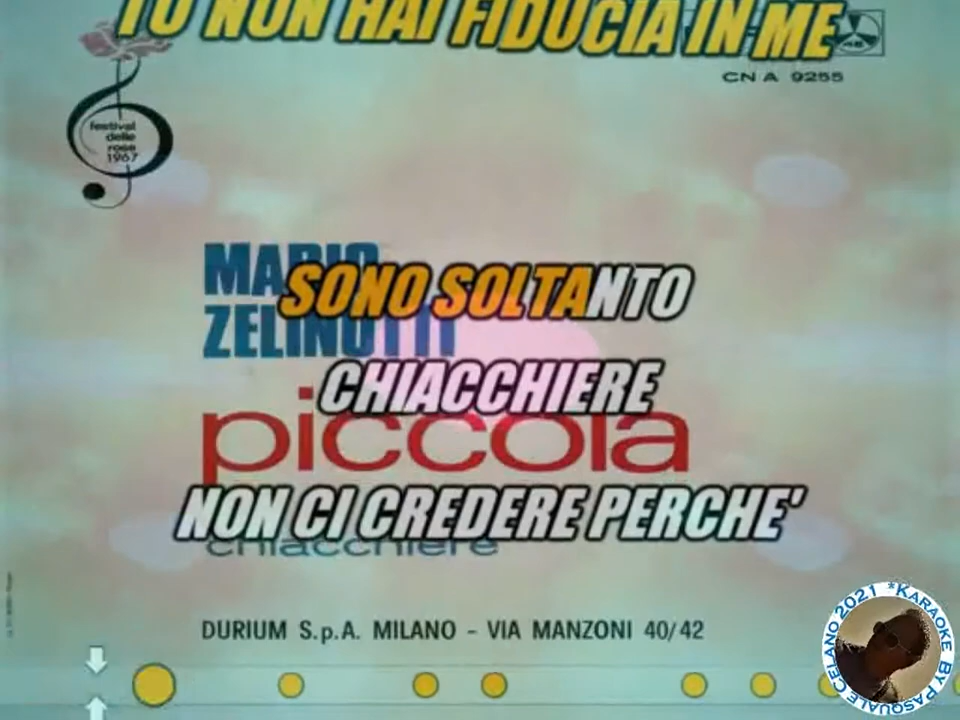 TU NON HAI FIDUCIA IN ME
CN A 9255
festival
delle
rose
1967
MARIO
ZELINOTTI
SONO SOLTANTO
CHIACCHIERE
piccola
NON CI CREDERE PERCHE'
chiacchiere
DURIUM S.p.A. MILANO - VIA MANZONI 40/42
*KARAOKE BY PASQUALE CELANO 2021